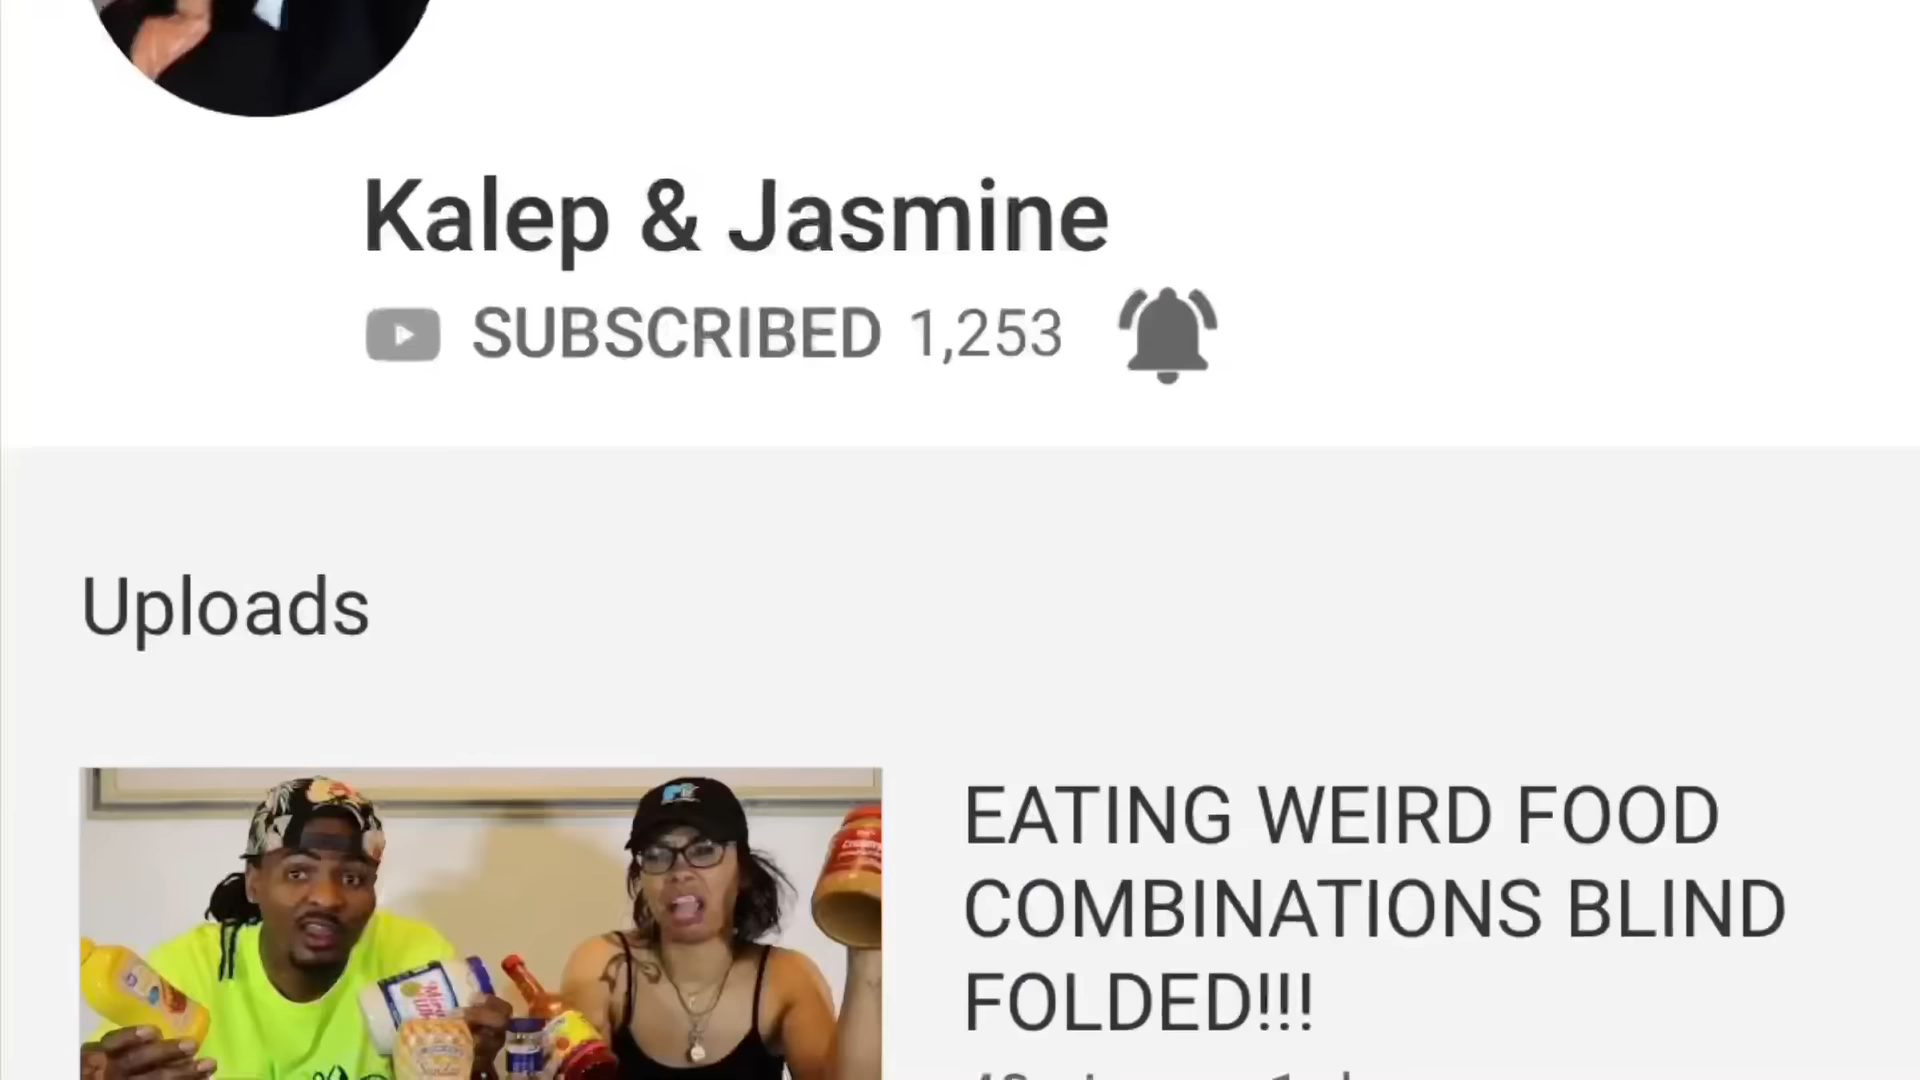 Kalep & Jasmine
SUBSCRIBED 1,253
Uploads
EATING WEIRD FOOD
COMBINATIONS BLIND
FOLDED!!!